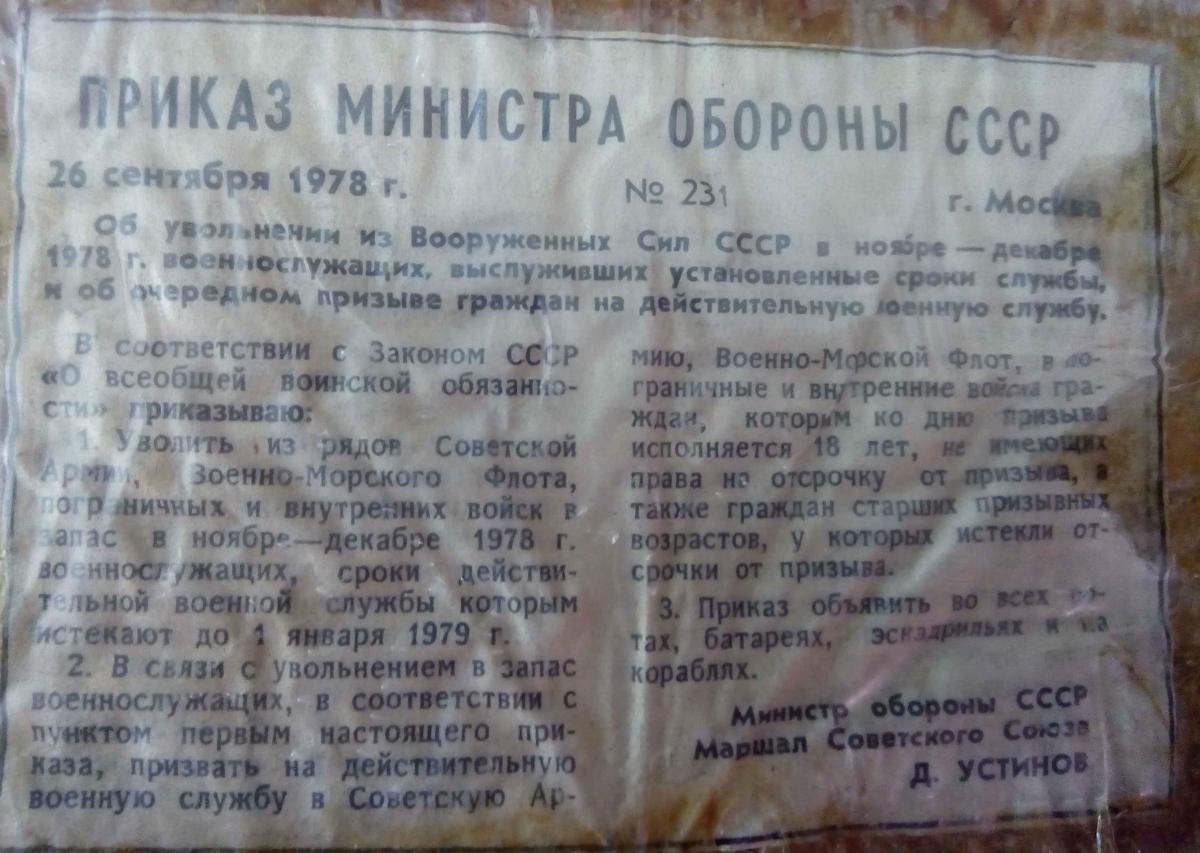 ПРИКАЗ МИНИСТРА ОБОРОНЫ СССР
26 сентября 1978 г. № 231 г. Москва
Об увольнении из Вооруженных Сил СССР в ноябре — декабре
1978 г. военнослужащих, выслуживших установленные сроки службы,
и об очередном призыве граждан на действительную военную службу.
В соответствии с Законом СССР
«О всеобщей воинской обязанно-
сти» приказываю:
1. Уволить из рядов Советской
Армии, Военно-Морского Флота,
пограничных и внутренних войск в
запас в ноябре—декабре 1978 г.
военнослужащих, сроки действи-
тельной военной службы которым
истекают до 1 января 1979 г.
2. В связи с увольнением в запас
военнослужащих, в соответствии с
пунктом первым настоящего при-
каза, призвать на действительную
военную службу в Советскую Ар-
мию, Военно-Морской Флот, в по-
граничные и внутренние войска гра-
ждан, которым ко дню призыва
исполняется 18 лет, не имеющих
права на отсрочку от призыва, а
также граждан старших призывных
возрастов, у которых истекли от-
срочки от призыва.
3. Приказ объявить во всех ро-
тах, батареях, эскадрильях и на
кораблях.
Министр обороны СССР
Маршал Советского Союза
Д. УСТИНОВ